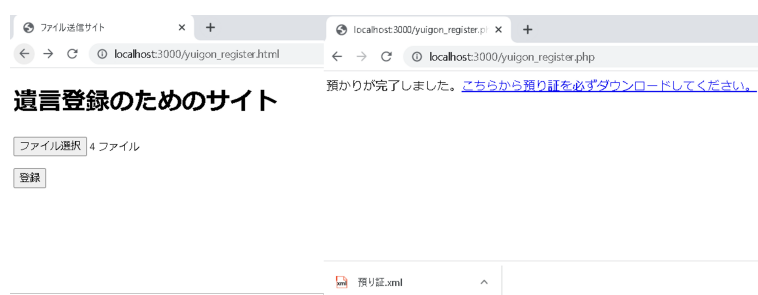 ファイル送信サイト
localhost:3000/yuigon_register.html
遺言登録のためのサイト
ファイル選択 4 ファイル
登録
localhost:3000/yuigon_register.p
localhost:3000/yuigon_register.php
預かりが完了しました。こちらから預り証を必ずダウンロードしてください。
xml 預り証.xml